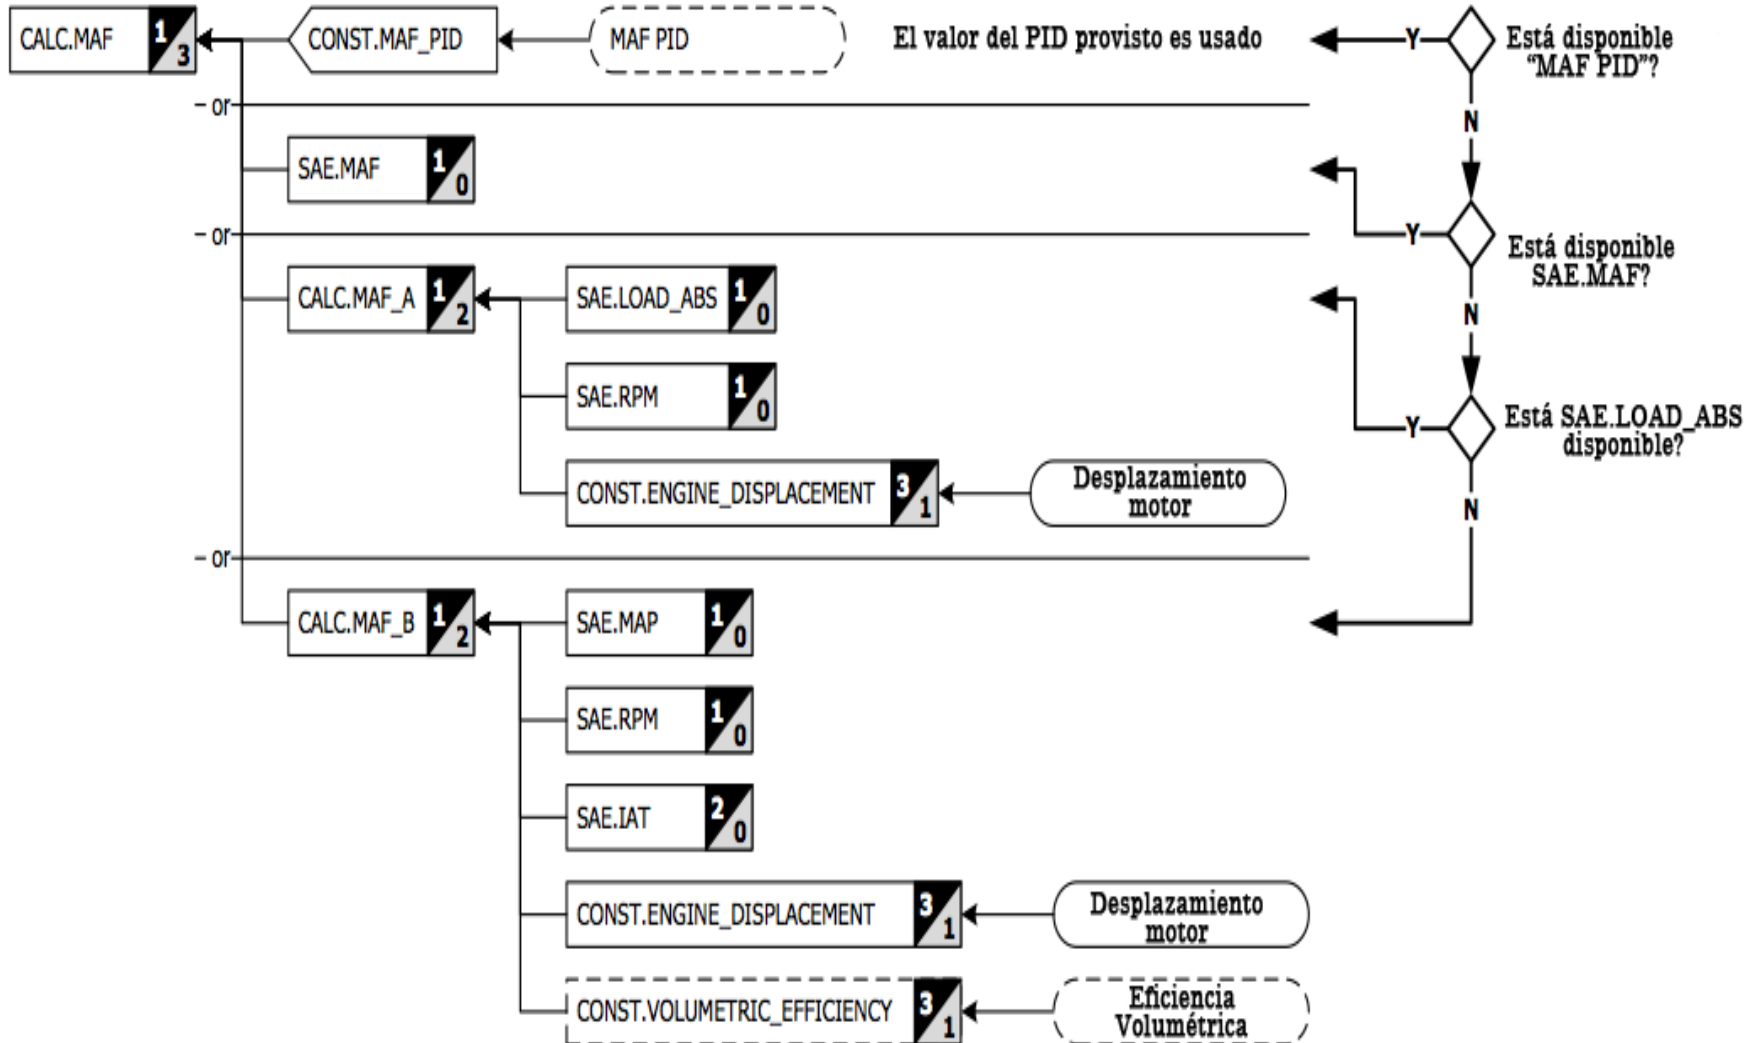 CALC.MAF 1 3 CONST.MAF_PID MAF PID El valor del PID provisto es usado Y Está disponible
“MAF PID”?
- or
N
SAE.MAF 1 0
- or
Y Está disponible
SAE.MAF?
CALC.MAF_A 1 2 SAE.LOAD_ABS 1 0
N
SAE.RPM 1 0
Y Está SAE.LOAD_ABS
disponible?
CONST.ENGINE_DISPLACEMENT 3 1 Desplazamiento
motor
N
- or
CALC.MAF_B 1 2 SAE.MAP 1 0
SAE.RPM 1 0
SAE.IAT 2 0
CONST.ENGINE_DISPLACEMENT 3 1 Desplazamiento
motor
CONST.VOLUMETRIC_EFFICIENCY 3 1 Eficiencia
Volumétrica